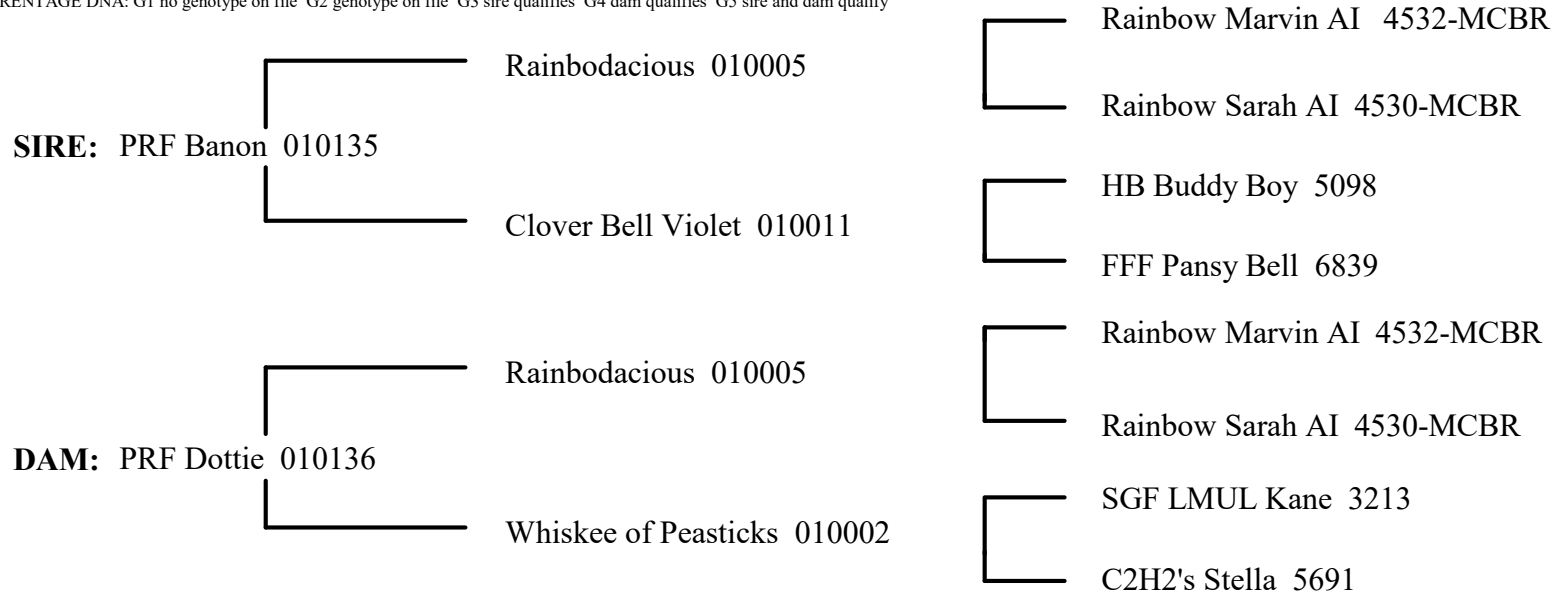 PARENTAGE DNA: G1 no genotype on file G2 genotype on file G3 sire qualifies G4 dam qualifies G5 sire and dam qualify
Rainbow Marvin AI 4532-MCBR
Rainbodacious 010005
Rainbow Sarah AI 4530-MCBR
SIRE: PRF Banon 010135
HB Buddy Boy 5098
Clover Bell Violet 010011
FFF Pansy Bell 6839
Rainbow Marvin AI 4532-MCBR
Rainbodacious 010005
Rainbow Sarah AI 4530-MCBR
DAM: PRF Dottie 010136
SGF LMUL Kane 3213
Whiskee of Peasticks 010002
C2H2's Stella 5691